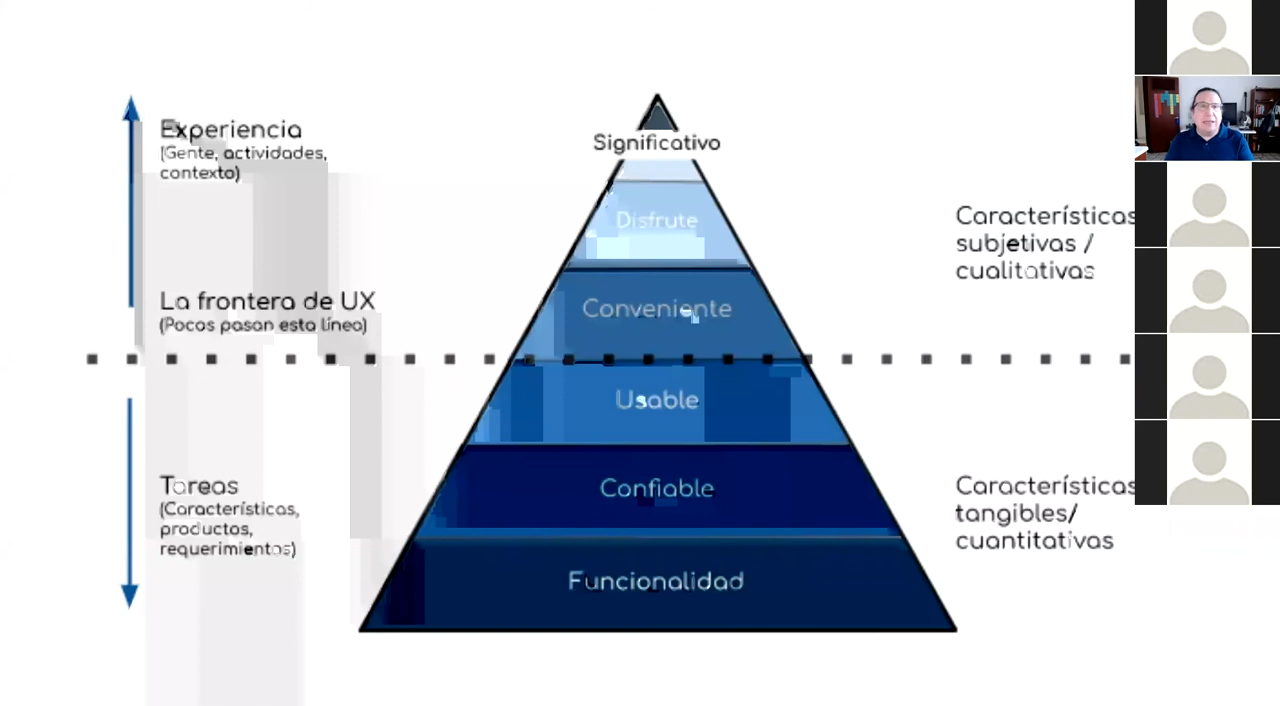 Experiencia
(Gente, actividades,
contexto)
La frontera de UX
(Pocos pasan esta línea)
Tareas
(Características,
productos,
requerimientos)
Significativo
Disfrute
Conveniente
Usable
Confiable
Funcionalidad
Características
subjetivas /
cualitativas
Características
tangibles/
cuantitativas